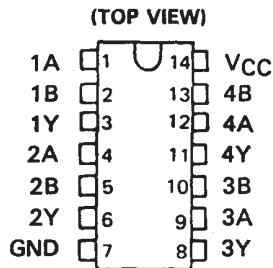 (TOP VIEW)
1A 1 14 VCC
1B 2 13 4B
1Y 3 12 4A
2A 4 11 4Y
2B 5 10 3B
2Y 6 9 3A
GND 7 8 3Y